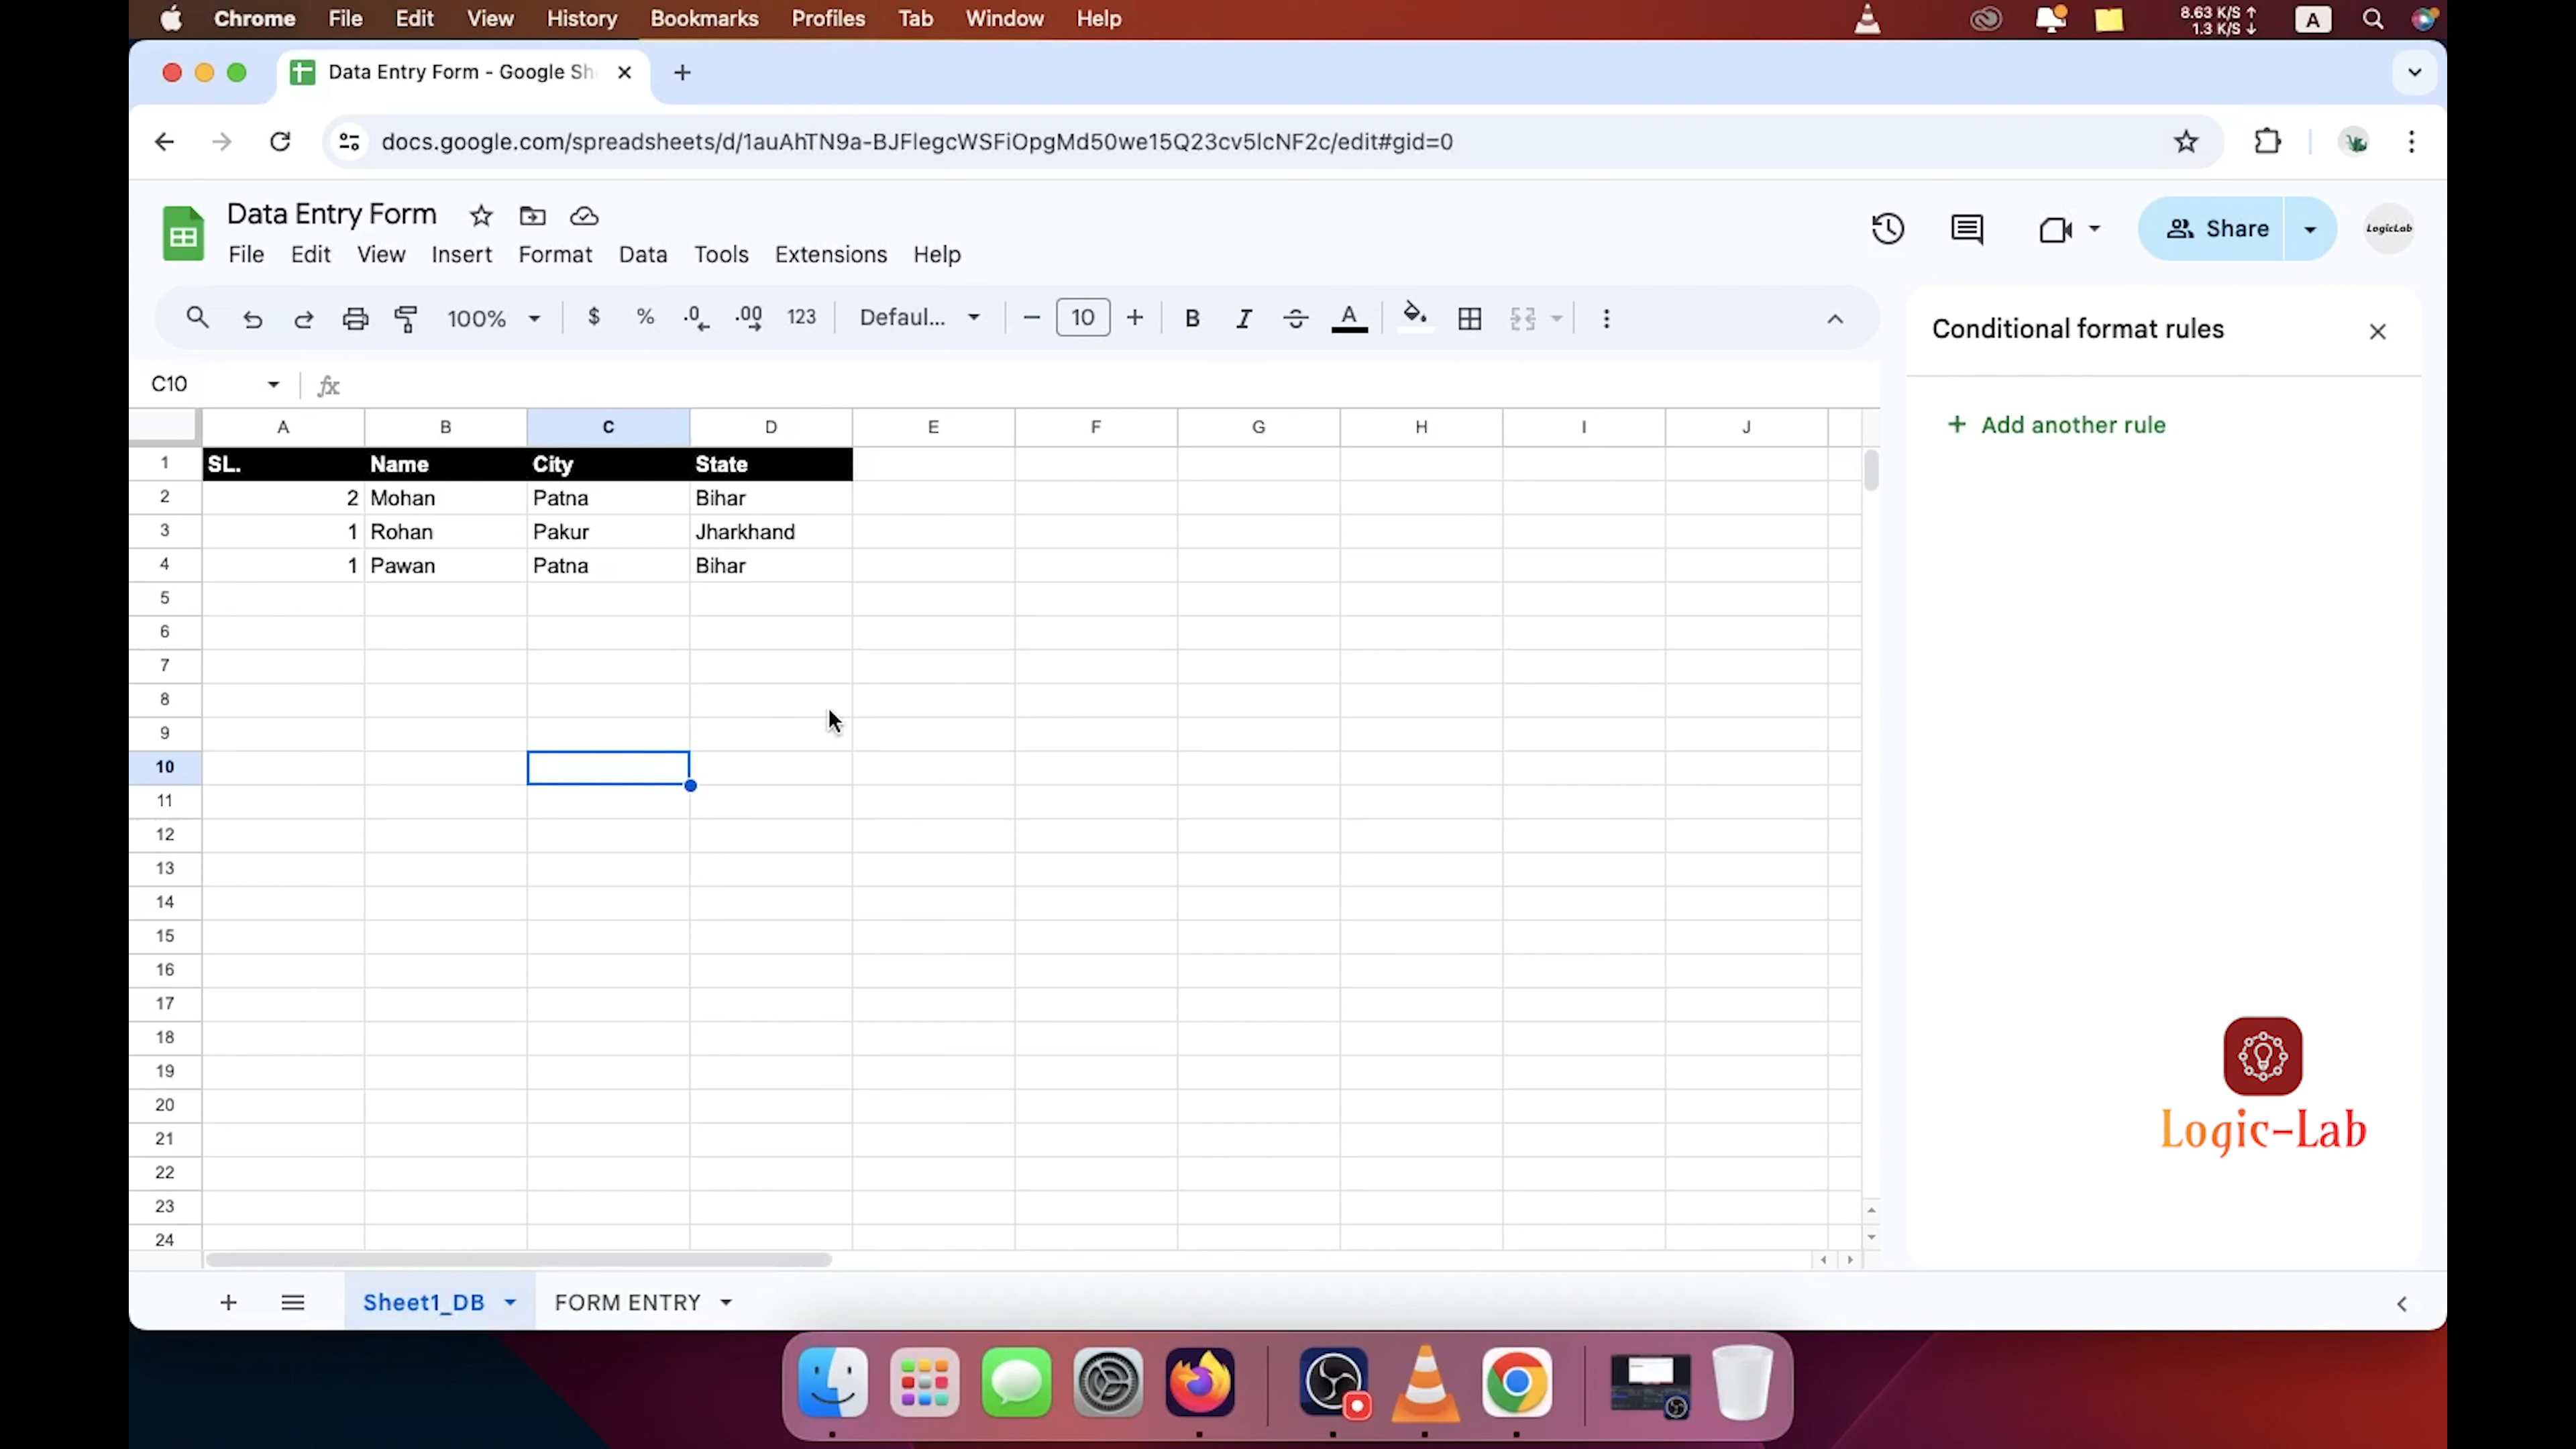 Chrome File Edit View History Bookmarks Profiles Tab Window Help 8.63 K/S ↑ A
1.3 K/S ↓
Data Entry Form - Google Sh
docs.google.com/spreadsheets/d/1auAhTN9a-BJFlegcWSFiOpgMd50we15Q23cv5lcNF2c/edit#gid=0
Data Entry Form
File Edit View Insert Format Data Tools Extensions Help
Share
LogicLab
100% $ % .0 .00 123 Defaul... − 10 + B I S A
Conditional format rules
C10 fx
+ Add another rule
A B C D E F G H I J
1 SL. Name City State
2 2 Mohan Patna Bihar
3 1 Rohan Pakur Jharkhand
4 1 Pawan Patna Bihar
5
6
7
8
9
10
11
12
13
14
15
16
17
18
19
20
21
22
23
24
Logic-Lab
+ Sheet1_DB FORM ENTRY